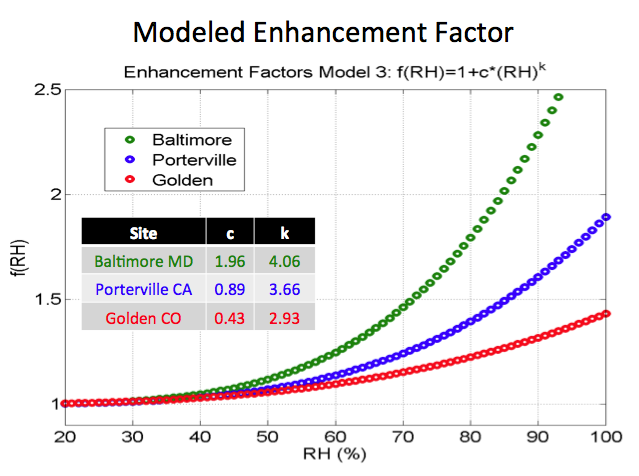 Modeled Enhancement Factor
Enhancement Factors Model 3: f(RH)=1+c*(RH)^k
2.5
2
1.5
1
f(RH)
Baltimore
Porterville
Golden
Site c k
Baltimore MD 1.96 4.06
Porterville CA 0.89 3.66
Golden CO 0.43 2.93
20 30 40 50 60 70 80 90 100
RH (%)